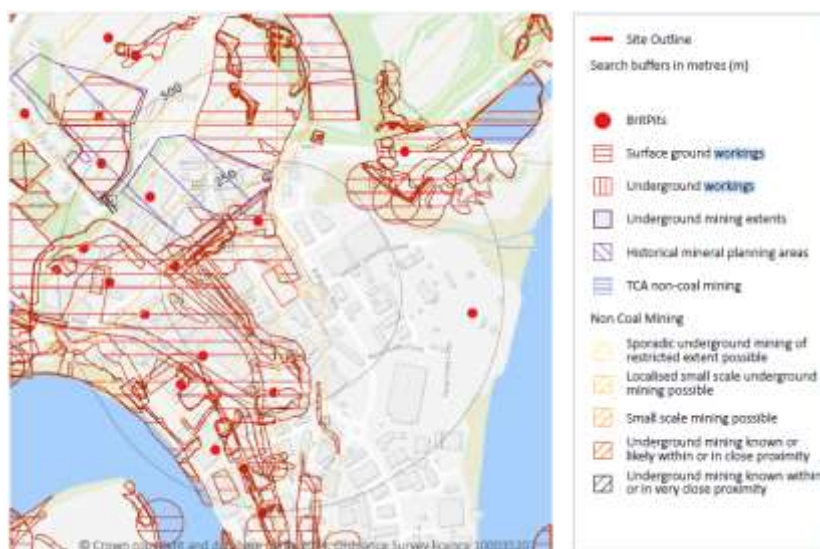 500
250
© Crown copyright and database rights 2024. Ordnance Survey licence 100035207
Site Outline
Search buffers in metres (m)
BritPits
Surface ground workings
Underground workings
Underground mining extents
Historical mineral planning areas
TCA non-coal mining
Non Coal Mining
Sporadic underground mining of
restricted extent possible
Localised small scale underground
mining possible
Small scale mining possible
Underground mining known or
likely within or in close proximity
Underground mining known within
or in very close proximity